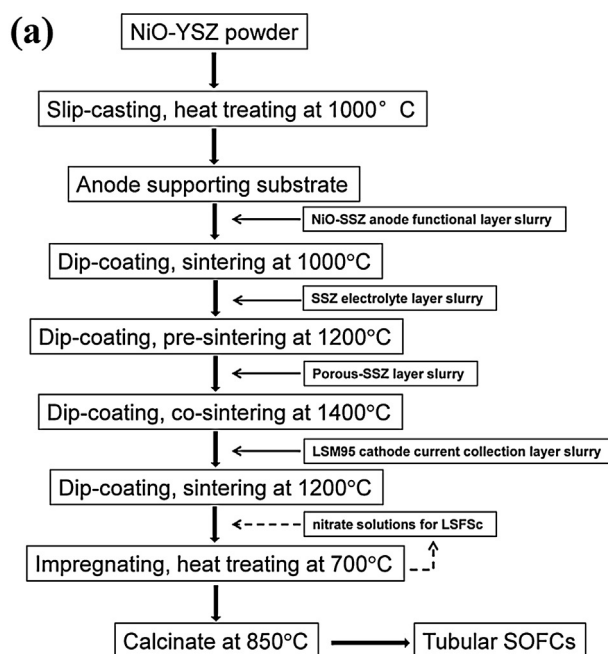 (a)
NiO-YSZ powder
Slip-casting, heat treating at 1000° C
Anode supporting substrate
NiO-SSZ anode functional layer slurry
Dip-coating, sintering at 1000°C
SSZ electrolyte layer slurry
Dip-coating, pre-sintering at 1200°C
Porous-SSZ layer slurry
Dip-coating, co-sintering at 1400°C
LSM95 cathode current collection layer slurry
Dip-coating, sintering at 1200°C
nitrate solutions for LSFSc
Impregnating, heat treating at 700°C
Calcinate at 850°C
Tubular SOFCs